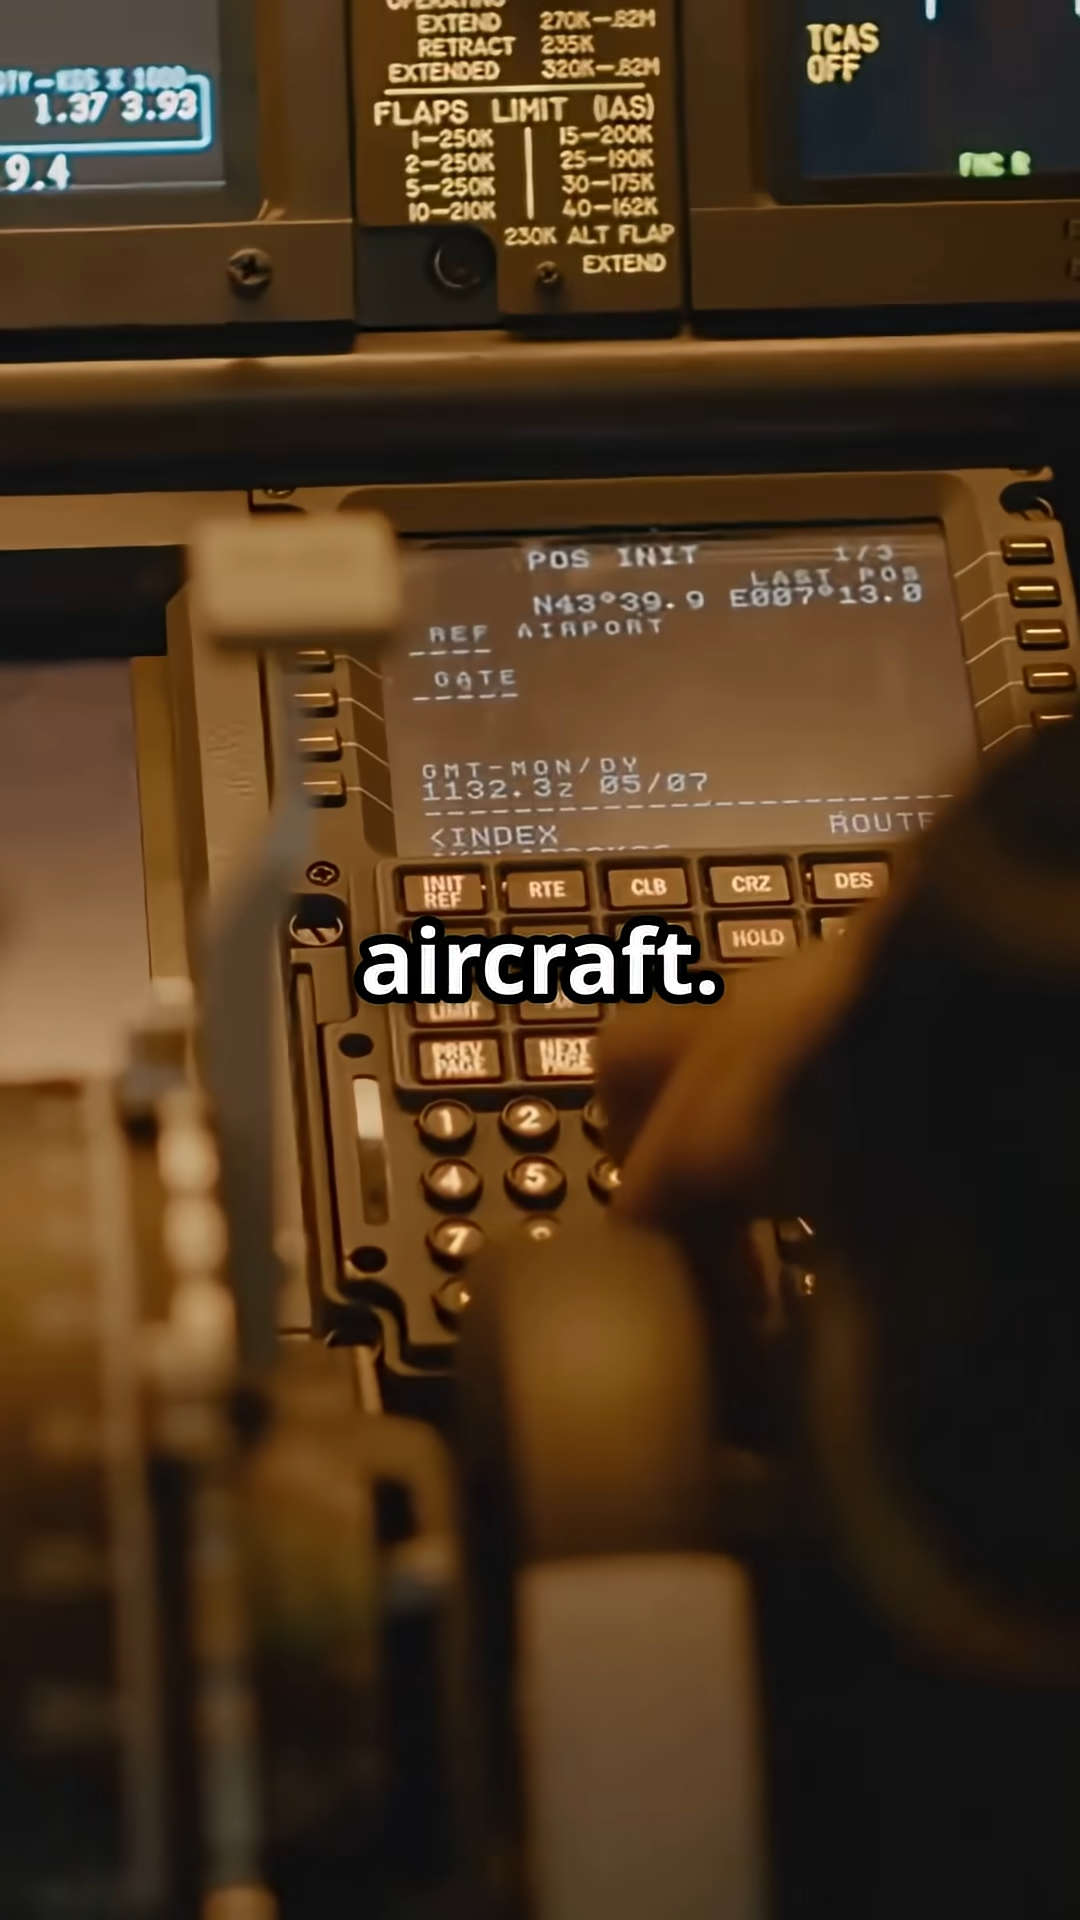 OPERATING
EXTEND 270K-.82M
RETRACT 235K
EXTENDED 320K-.82M
FLAPS LIMIT (IAS)
1-250K 15-200K
2-250K 25-190K
5-250K 30-175K
10-210K 40-162K
230K ALT FLAP
EXTEND
TCAS
OFF
FMC R
1.37 3.93
9.4
POS INIT 1/3
LAST POS
N43°39.9 E007°13.0
REF AIRPORT
----
GATE
-----
GMT-MON/DY
1132.3z 05/07
<INDEX ROUTE
INIT REF
RTE
CLB
CRZ
DES
HOLD
aircraft.
LIMIT
PREV PAGE
NEXT PAGE
1 2
4 5
7